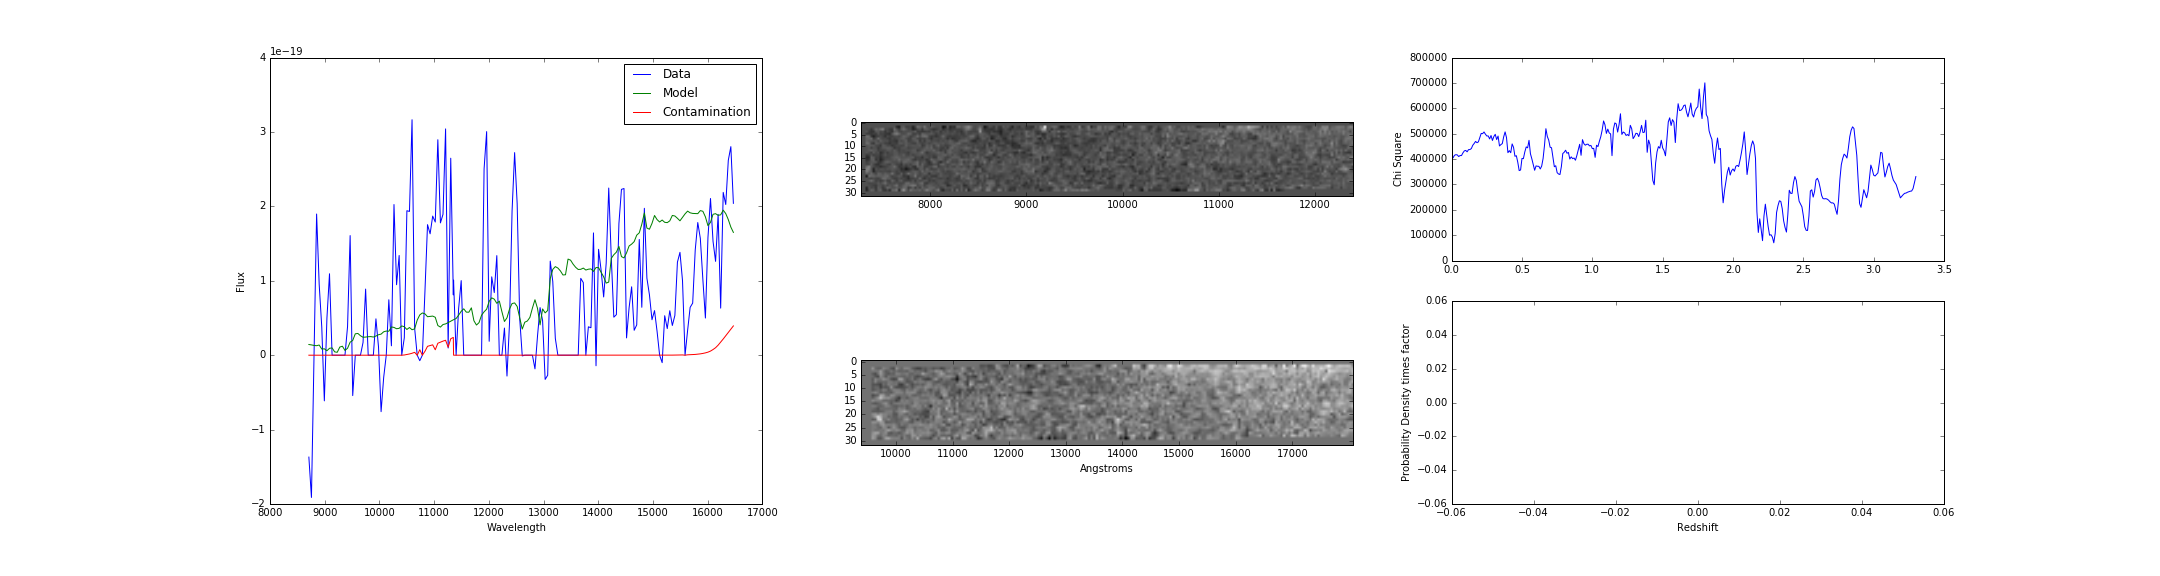 1e−19
4
3
2
1
0
−1
−2
8000 9000 10000 11000 12000 13000 14000 15000 16000 17000
Wavelength
Flux
Data
Model
Contamination
0
5
10
15
20
25
30
8000 9000 10000 11000 12000
0
5
10
15
20
25
30
10000 11000 12000 13000 14000 15000 16000 17000
Angstroms
800000
700000
600000
500000
400000
300000
200000
100000
0
0.0 0.5 1.0 1.5 2.0 2.5 3.0 3.5
Chi Square
0.06
0.04
0.02
0.00
−0.02
−0.04
−0.06
−0.06 −0.04 −0.02 0.00 0.02 0.04 0.06
Redshift
Probability Density times factor